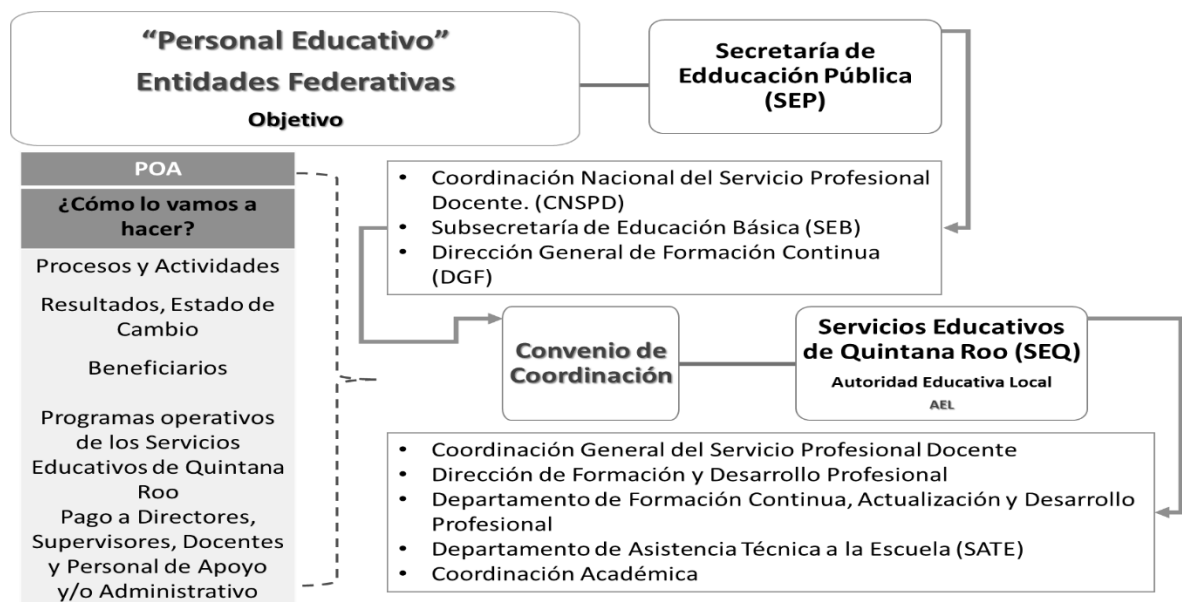 “Personal Educativo”
Entidades Federativas
Objetivo
Secretaría de
Edducación Pública
(SEP)
POA
¿Cómo lo vamos a
hacer?
Procesos y Actividades
Resultados, Estado de
Cambio
Beneficiarios
Programas operativos
de los Servicios
Educativos de Quintana
Roo
Pago a Directores,
Supervisores, Docentes
y Personal de Apoyo
y/o Administrativo
• Coordinación Nacional del Servicio Profesional
Docente. (CNSPD)
• Subsecretaría de Educación Básica (SEB)
• Dirección General de Formación Continua
(DGF)
Convenio de
Coordinación
Servicios Educativos
de Quintana Roo (SEQ)
Autoridad Educativa Local
AEL
• Coordinación General del Servicio Profesional Docente
• Dirección de Formación y Desarrollo Profesional
• Departamento de Formación Continua, Actualización y Desarrollo
Profesional
• Departamento de Asistencia Técnica a la Escuela (SATE)
• Coordinación Académica